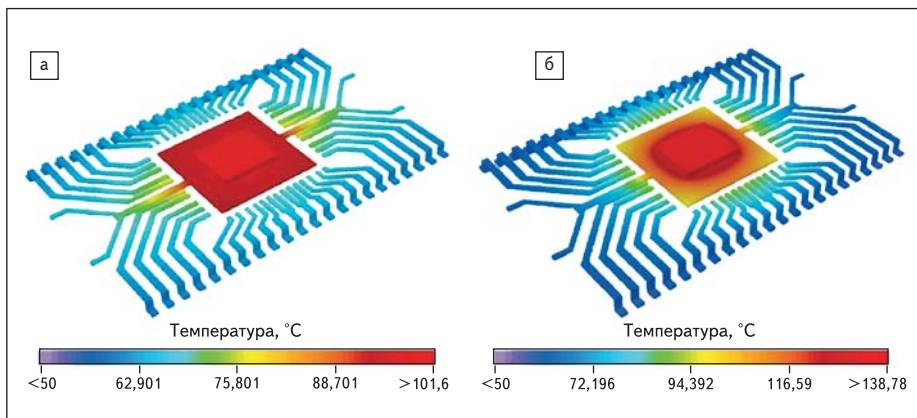 а
б
Температура, °C
<50 62,901 75,801 88,701 >101,6
Температура, °C
<50 72,196 94,392 116,59 >138,78